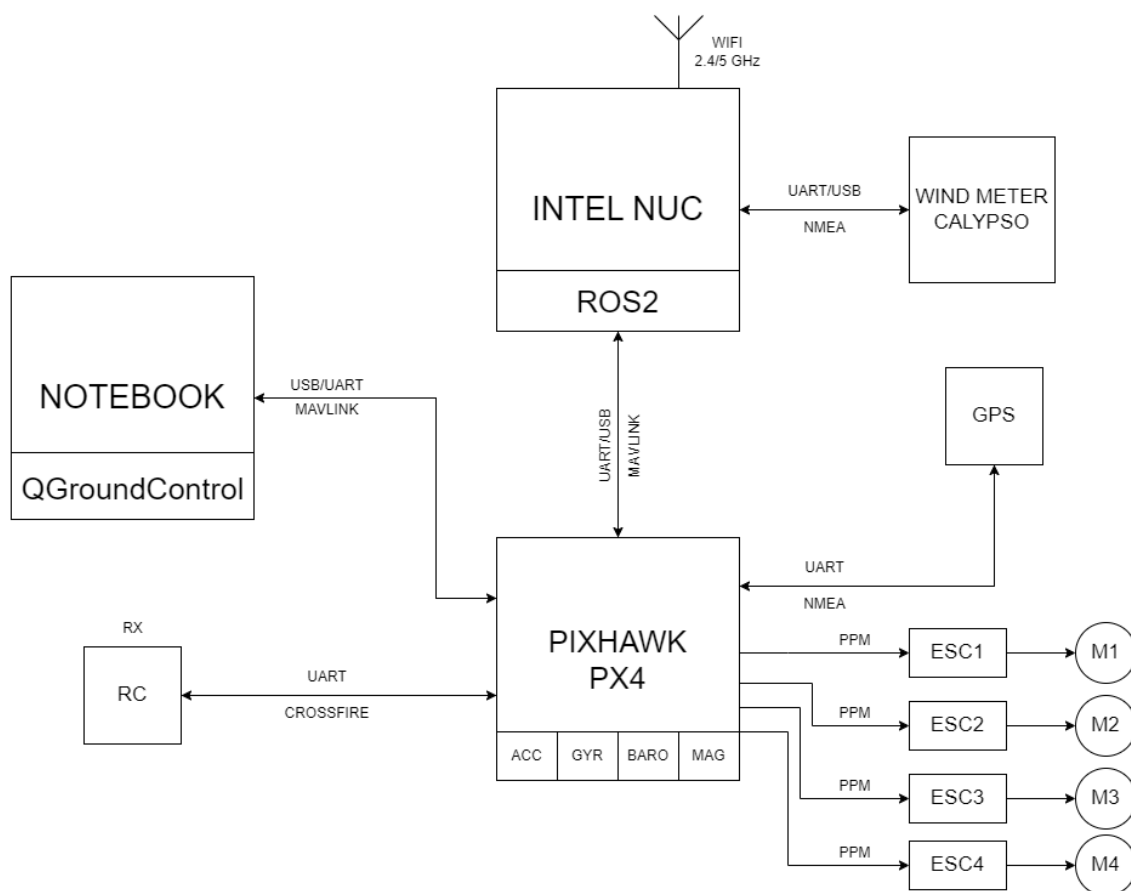 WIFI
2.4/5 GHz
INTEL NUC
ROS2
UART/USB
NMEA
WIND METER
CALYPSO
NOTEBOOK
QGroundControl
USB/UART
MAVLINK
UART/USB
MAVLINK
GPS
UART
NMEA
PIXHAWK
PX4
ACC
GYR
BARO
MAG
RX
RC
UART
CROSSFIRE
PPM
ESC1
M1
PPM
ESC2
M2
PPM
ESC3
M3
PPM
ESC4
M4